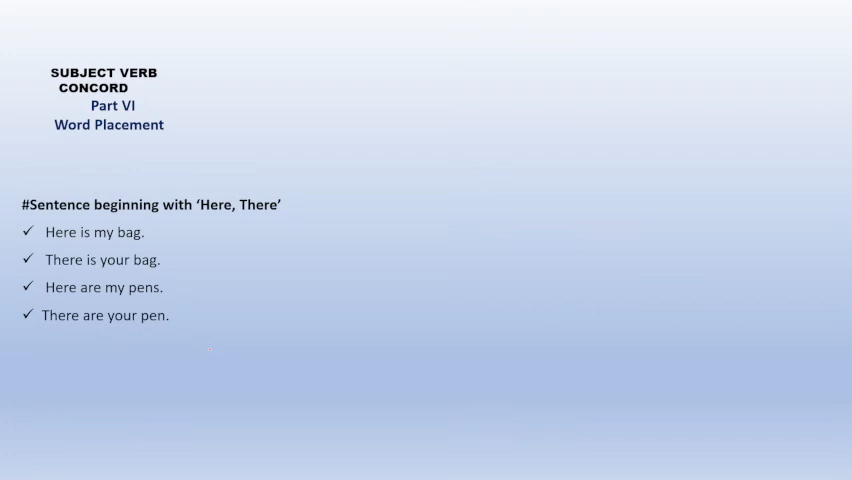 SUBJECT VERB
CONCORD
Part VI
Word Placement
#Sentence beginning with ‘Here, There’
✓ Here is my bag.
✓ There is your bag.
✓ Here are my pens.
✓ There are your pen.